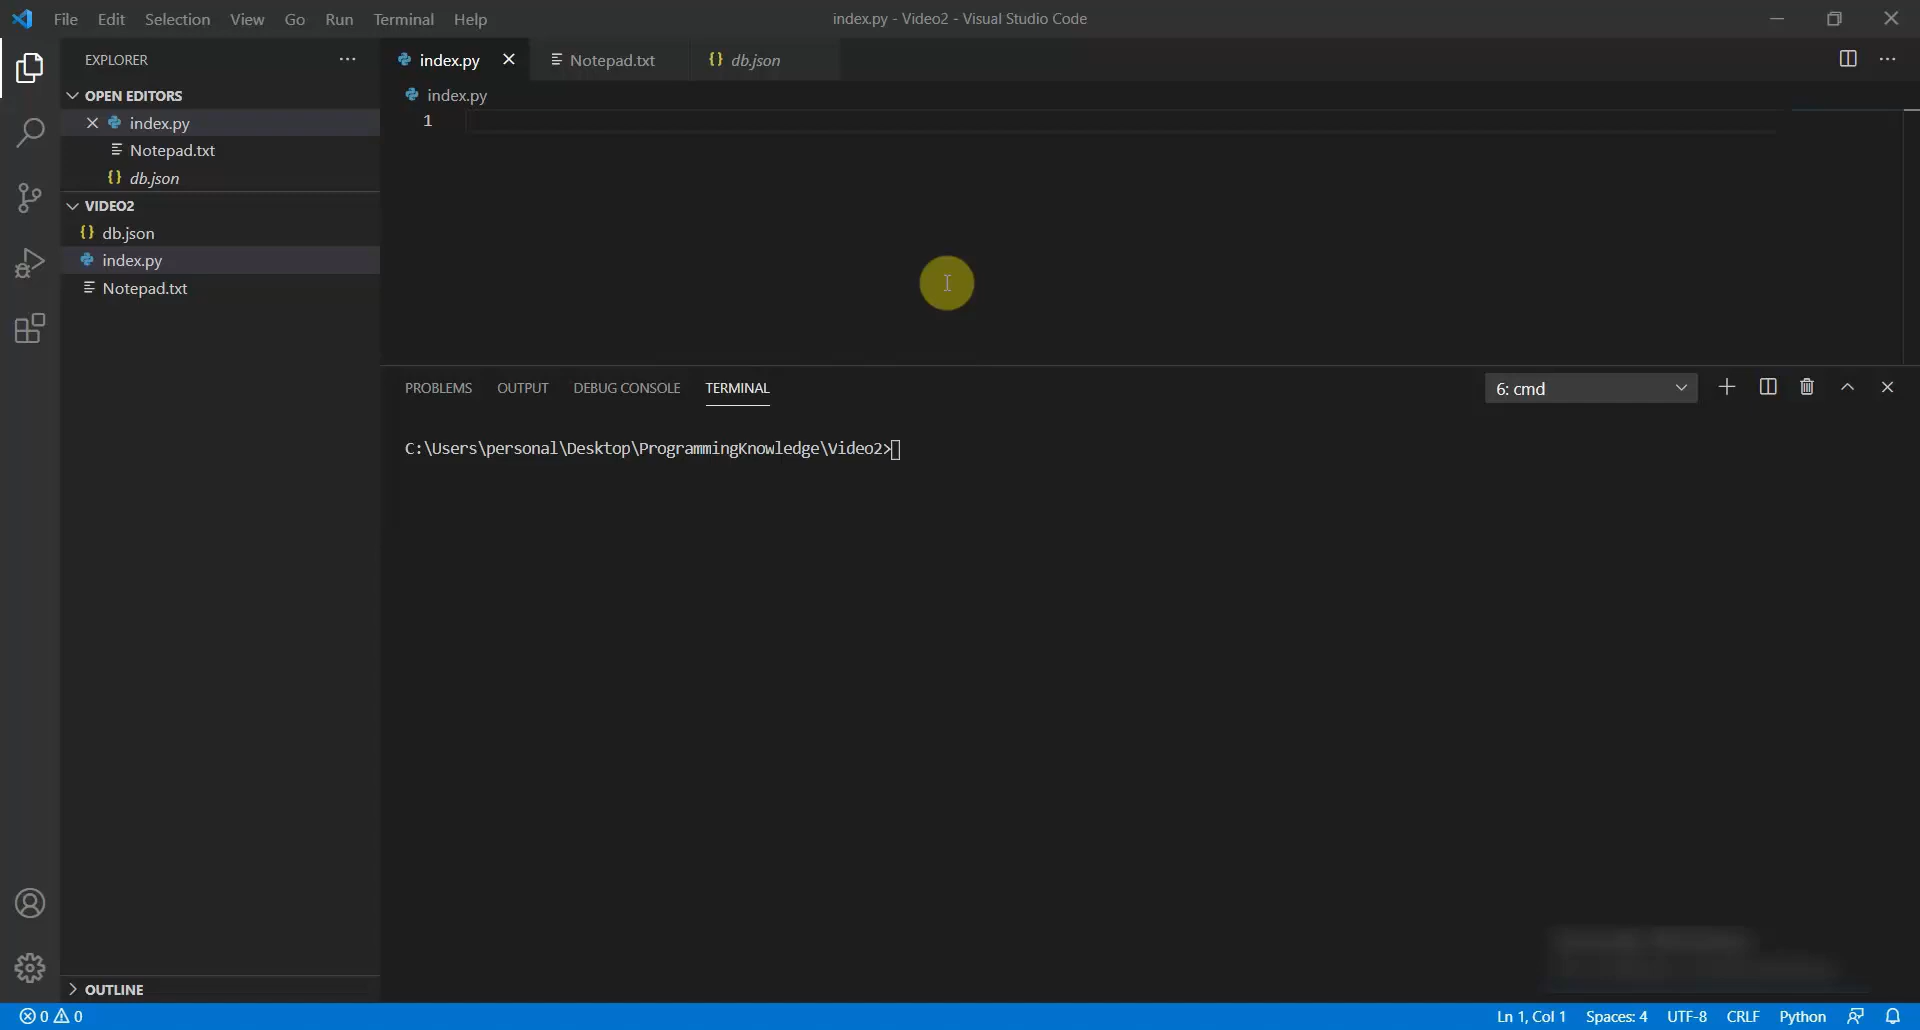 File Edit Selection View Go Run Terminal Help
index.py - Video2 - Visual Studio Code
EXPLORER
OPEN EDITORS
index.py
Notepad.txt
db.json
VIDEO2
db.json
index.py
Notepad.txt
OUTLINE
index.py Notepad.txt db.json
index.py
1
PROBLEMS OUTPUT DEBUG CONSOLE TERMINAL
6: cmd
C:\Users\personal\Desktop\ProgrammingKnowledge\Video2>
0 0
Ln 1, Col 1 Spaces: 4 UTF-8 CRLF Python